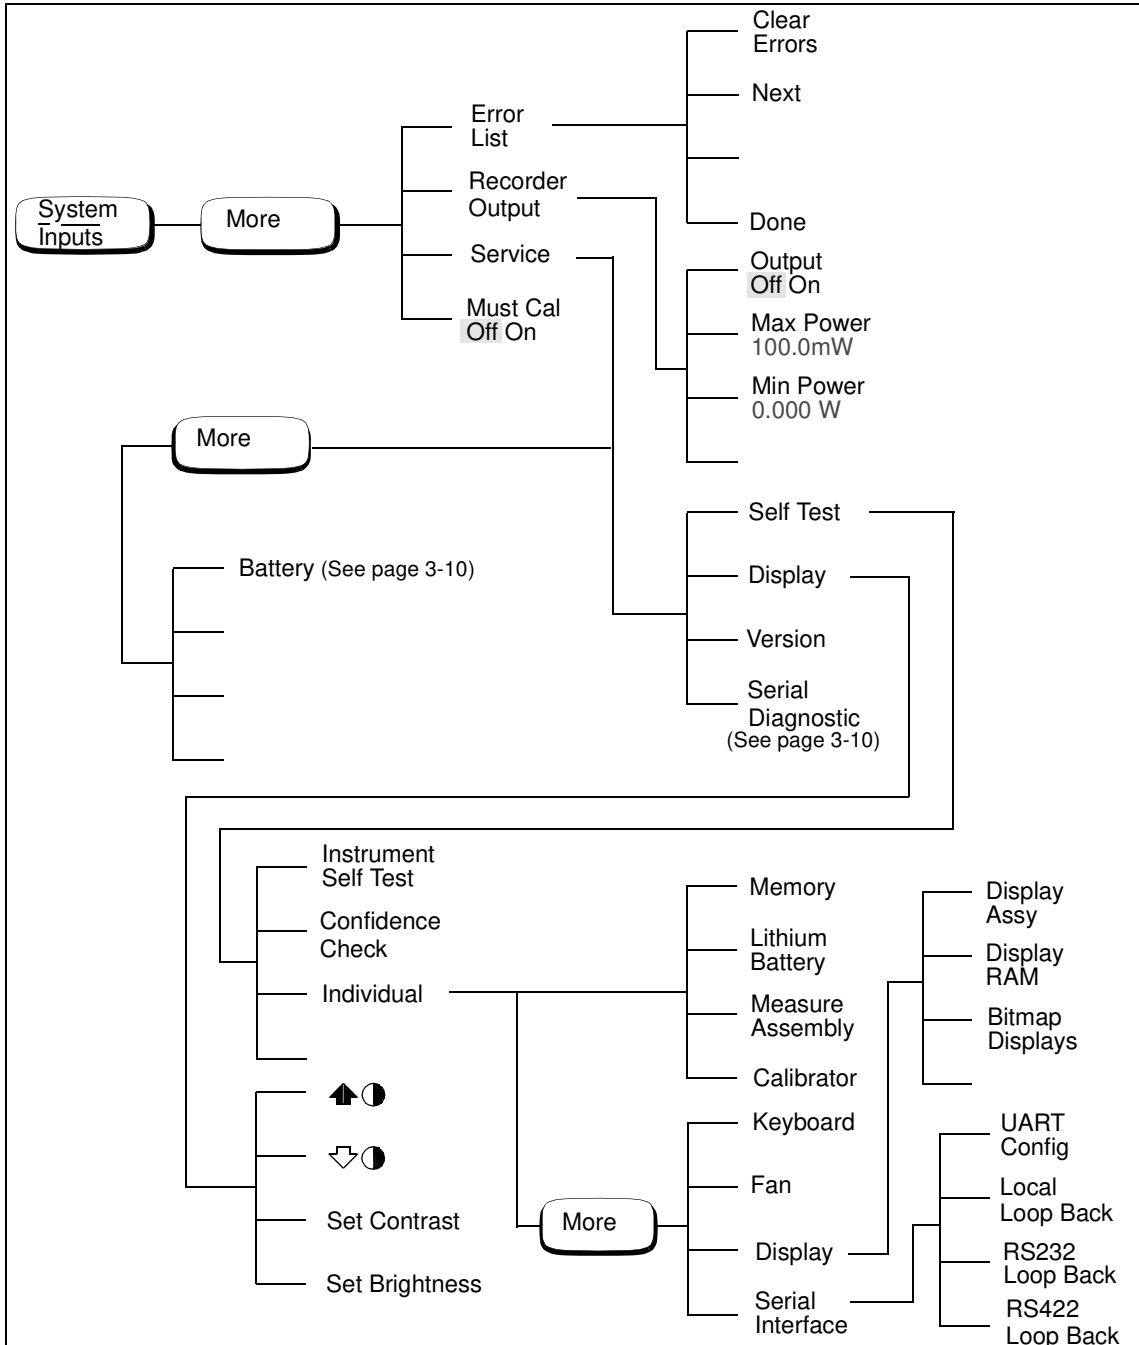 Clear
Errors
Next
Error
List
Recorder
Output
System
Inputs
More
Done
Service
Output
Off On
Must Cal
Off On
Max Power
100.0mW
Min Power
0.000 W
More
Self Test
Battery (See page 3-10)
Display
Version
Serial
Diagnostic
(See page 3-10)
Instrument
Self Test
Confidence
Check
Individual
Memory
Lithium
Battery
Measure
Assembly
Calibrator
Display
Assy
Display
RAM
Bitmap
Displays
Set Contrast
Set Brightness
More
Keyboard
Fan
Display
Serial
Interface
UART
Config
Local
Loop Back
RS232
Loop Back
RS422
Loop Back